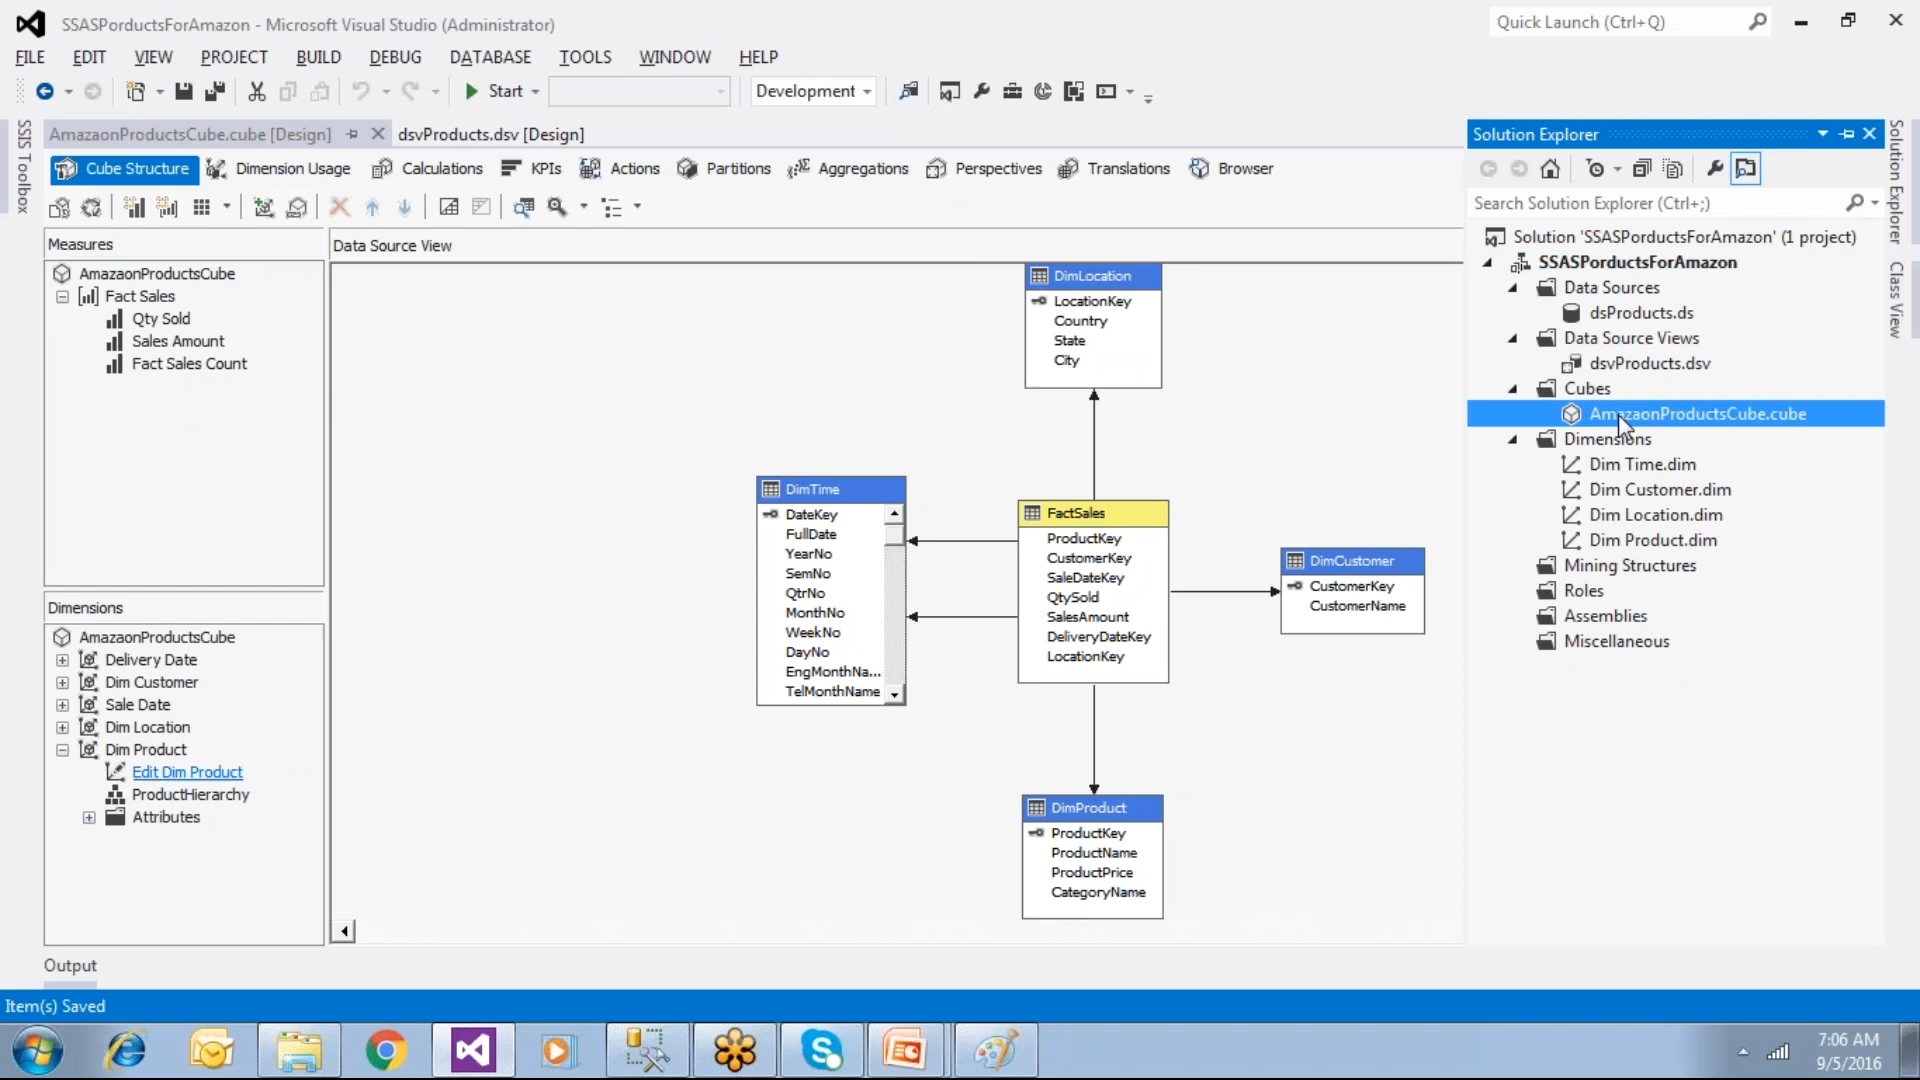 SSASPorductsForAmazon - Microsoft Visual Studio (Administrator)
Quick Launch (Ctrl+Q)
FILE EDIT VIEW PROJECT BUILD DEBUG DATABASE TOOLS WINDOW HELP
Start
Development
SSIS Toolbox
AmazaonProductsCube.cube [Design]
dsvProducts.dsv [Design]
Cube Structure
Dimension Usage
Calculations
KPIs
Actions
Partitions
Aggregations
Perspectives
Translations
Browser
Measures
AmazaonProductsCube
Fact Sales
Qty Sold
Sales Amount
Fact Sales Count
Dimensions
AmazaonProductsCube
Delivery Date
Dim Customer
Sale Date
Dim Location
Dim Product
Edit Dim Product
ProductHierarchy
Attributes
Data Source View
DimLocation
LocationKey
Country
State
City
DimTime
DateKey
FullDate
YearNo
SemNo
QtrNo
MonthNo
WeekNo
DayNo
EngMonthNa...
TelMonthName
FactSales
ProductKey
CustomerKey
SaleDateKey
QtySold
SalesAmount
DeliveryDateKey
LocationKey
DimCustomer
CustomerKey
CustomerName
DimProduct
ProductKey
ProductName
ProductPrice
CategoryName
Solution Explorer
Search Solution Explorer (Ctrl+;)
Solution 'SSASPorductsForAmazon' (1 project)
SSASPorductsForAmazon
Data Sources
dsProducts.ds
Data Source Views
dsvProducts.dsv
Cubes
AmazaonProductsCube.cube
Dimensions
Dim Time.dim
Dim Customer.dim
Dim Location.dim
Dim Product.dim
Mining Structures
Roles
Assemblies
Miscellaneous
Solution Explorer
Class View
Output
Item(s) Saved
7:06 AM
9/5/2016